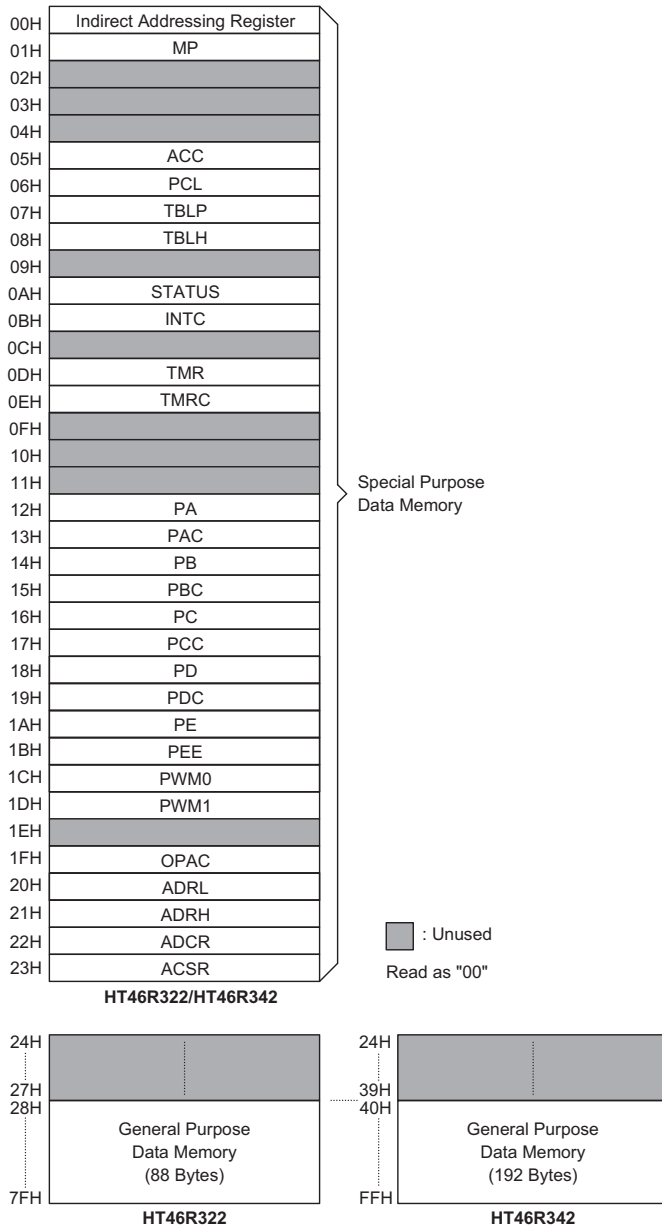 00H Indirect Addressing Register
01H MP
02H
03H
04H
05H ACC
06H PCL
07H TBLP
08H TBLH
09H
0AH STATUS
0BH INTC
0CH
0DH TMR
0EH TMRC
0FH
10H
11H
Special Purpose
Data Memory
12H PA
13H PAC
14H PB
15H PBC
16H PC
17H PCC
18H PD
19H PDC
1AH PE
1BH PEE
1CH PWM0
1DH PWM1
1EH
1FH OPAC
20H ADRL
21H ADRH
22H ADCR
23H ACSR
: Unused
Read as "00"
HT46R322/HT46R342
24H
27H
28H
General Purpose
Data Memory
(88 Bytes)
7FH
HT46R322
24H
39H
40H
General Purpose
Data Memory
(192 Bytes)
FFH
HT46R342